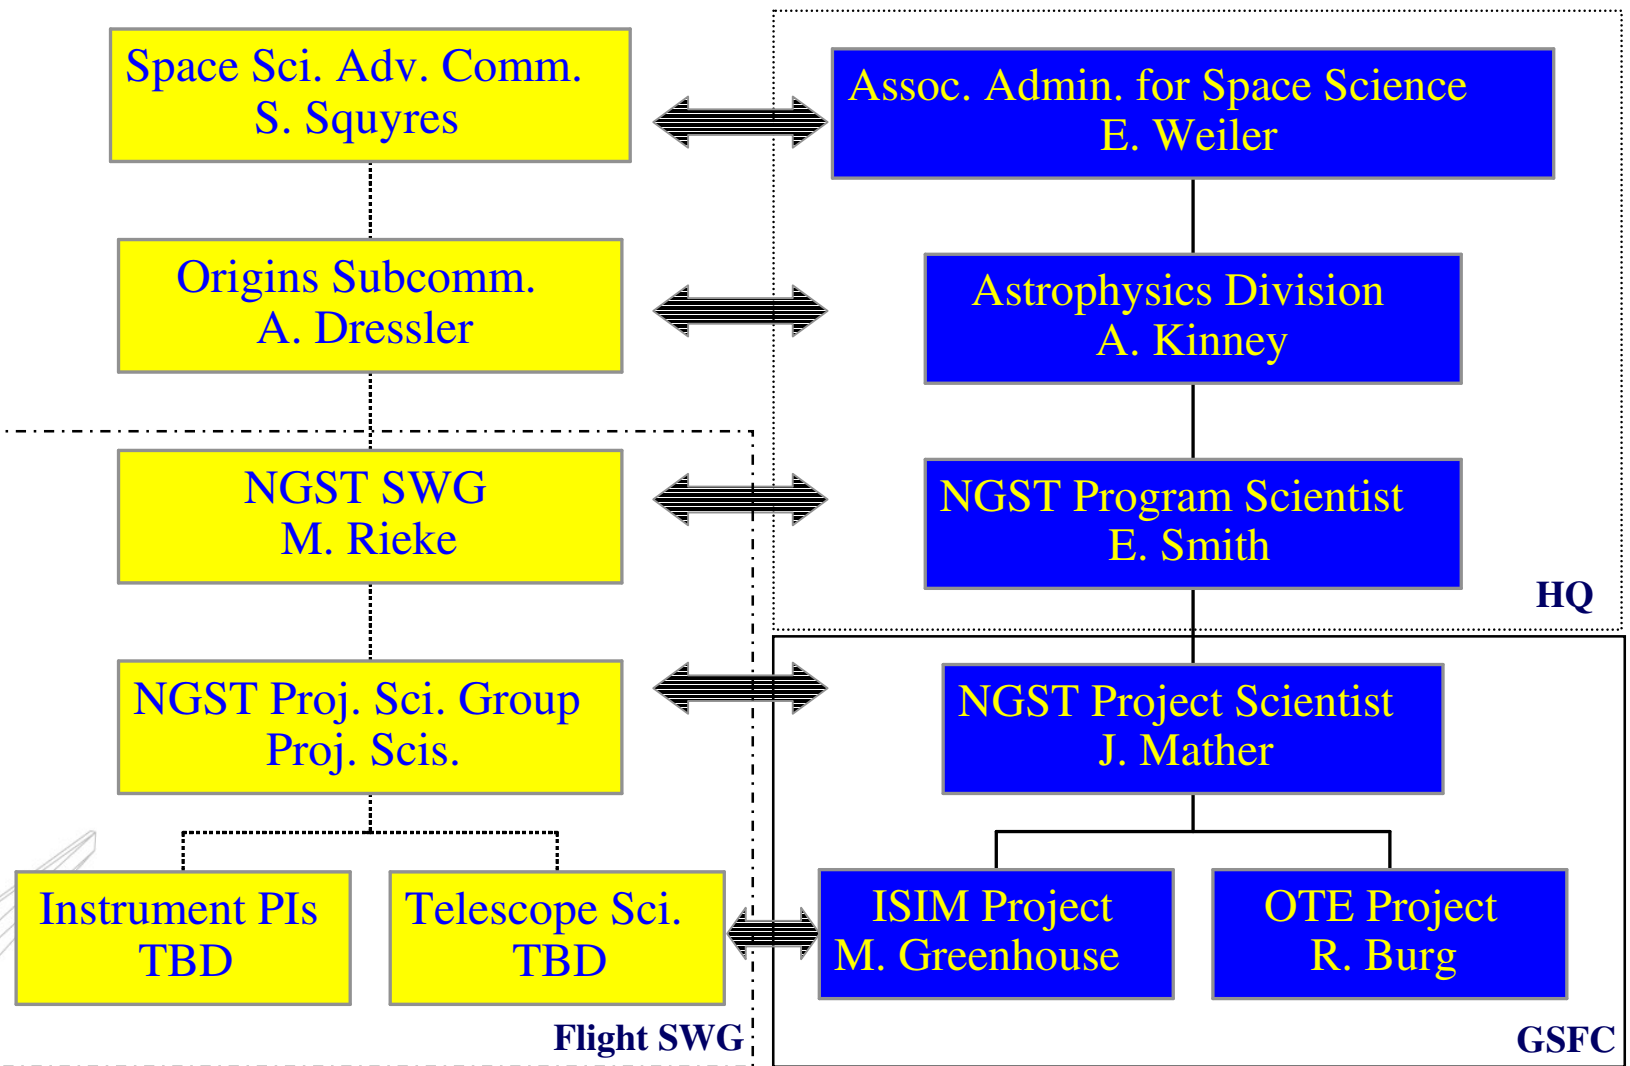 Space Sci. Adv. Comm.
S. Squyres
Assoc. Admin. for Space Science
E. Weiler
Origins Subcomm.
A. Dressler
Astrophysics Division
A. Kinney
NGST SWG
M. Rieke
NGST Program Scientist
E. Smith
HQ
NGST Proj. Sci. Group
Proj. Scis.
NGST Project Scientist
J. Mather
Instrument PIs
TBD
Telescope Sci.
TBD
ISIM Project
M. Greenhouse
OTE Project
R. Burg
Flight SWG
GSFC